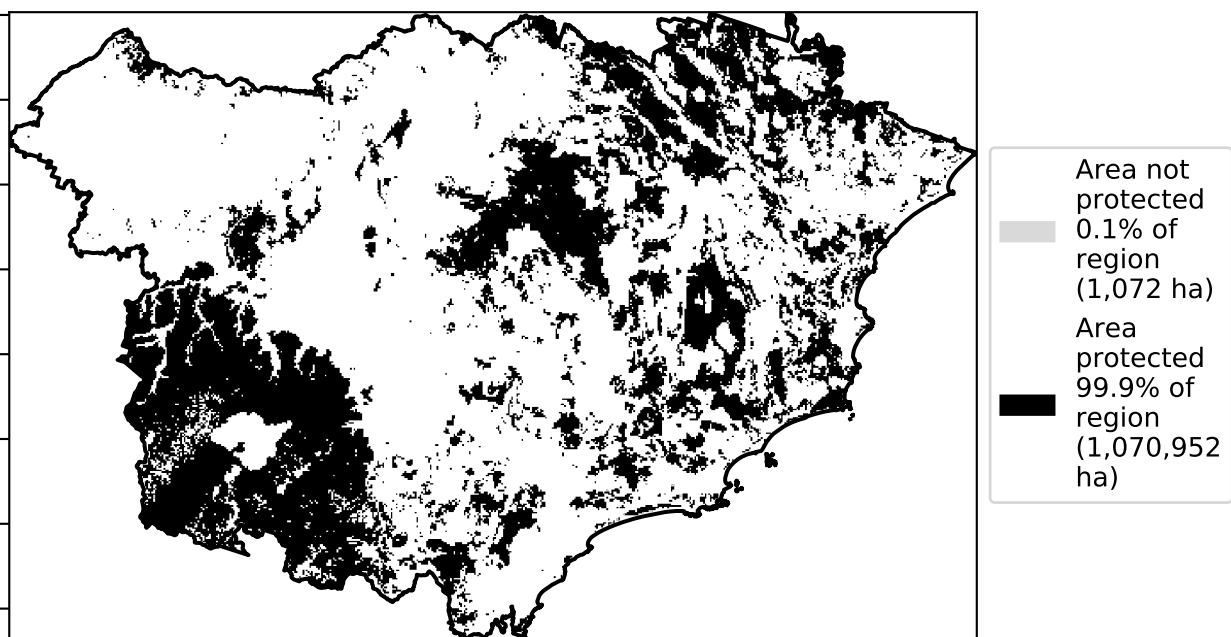 Area not
protected
0.1% of
region
(1,072 ha)
Area
protected
99.9% of
region
(1,070,952
ha)